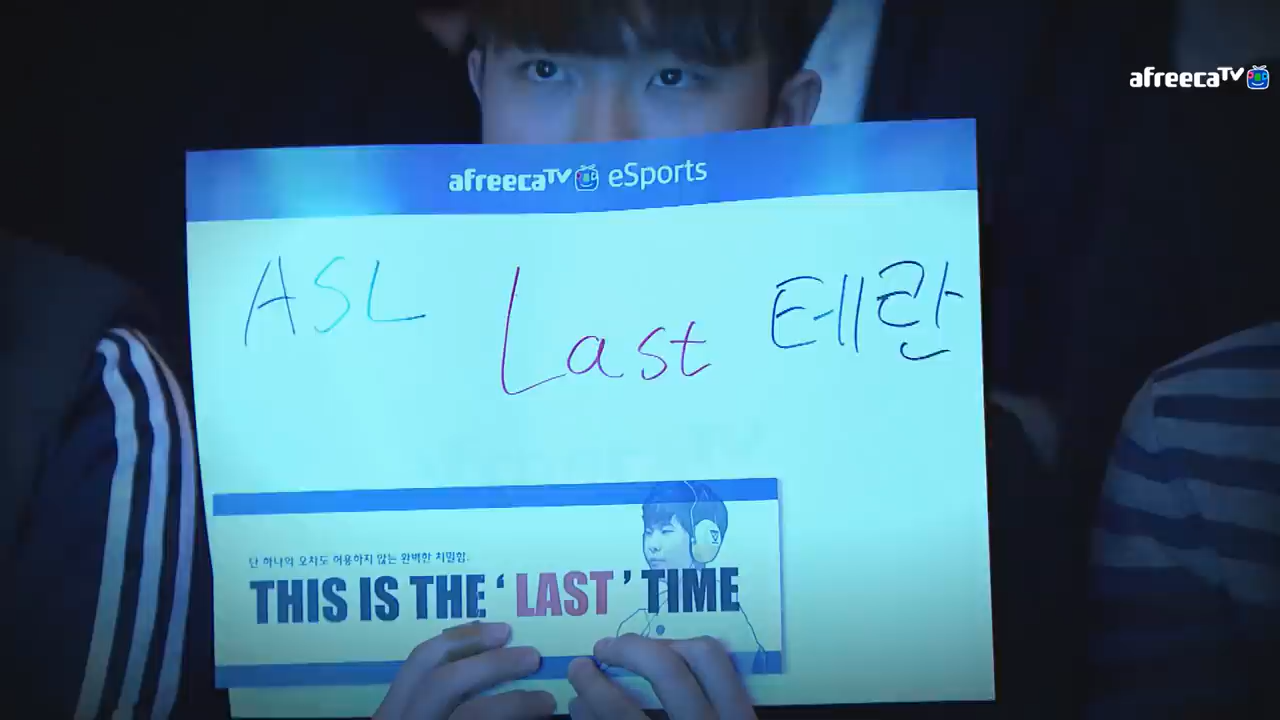 afreecaTV
afreecaTV eSports
ASL Last 테란
단 하나의 오차도 허용하지 않는 완벽한 치밀함.
THIS IS THE ‘ LAST ’ TIME